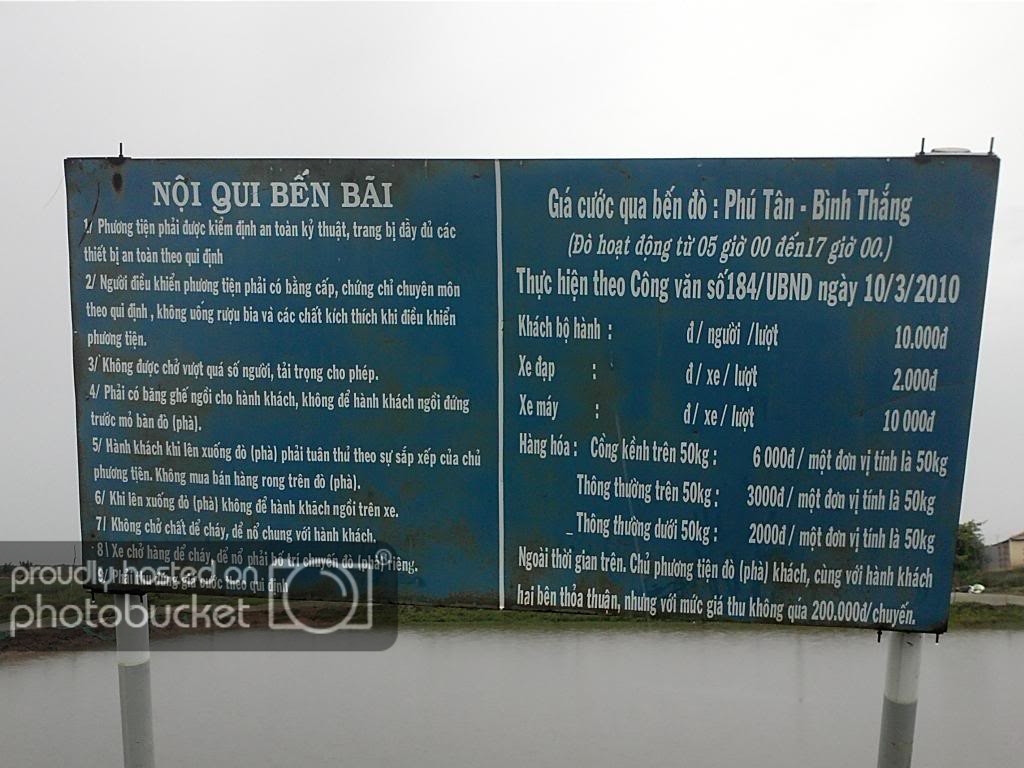 NỘI QUI BẾN BÃI
1/ Phương tiện phải được kiểm định an toàn kỷ thuật, trang bị đầy đủ các
thiết bị an toàn theo qui định
2/ Người điều khiển phương tiện phải có bằng cấp, chứng chỉ chuyên môn
theo qui định , không uống rượu bia và các chất kích thích khi điều khiển
phương tiện.
3/ Không được chở vượt quá số người, tải trọng cho phép.
4/ Phải có băng ghế ngồi cho hành khách, không để hành khách ngồi đứng
trước mỏ bàn đò (phà).
5/ Hành khách khi lên xuống đò (phà) phải tuân thủ theo sự sắp xếp của chủ
phương tiện. Không mua bán hàng rong trên đò (phà).
6/ Khi lên xuống đò (phà) không để hành khách ngồi trên xe.
7/ Không chở chất dể cháy, dể nổ chung với hành khách.
8\ Xe chở hàng dể cháy, dể nổ phải bố trí chuyến đò (phà) riêng.
9/ Phải thu đúng giá cước theo qui định
Giá cước qua bến đò : Phú Tân - Bình Thắng
(Đò hoạt động từ 05 giờ 00 đến17 giờ 00.)
Thực hiện theo Công văn số184/UBND ngày 10/3/2010
Khách bộ hành : đ/ người /lượt 10.000đ
Xe đạp : đ/ xe / lượt 2.000đ
Xe máy : đ/ xe / lượt 10 000đ
Hàng hóa : Cồng kềnh trên 50kg : 6 000đ / một đơn vị tính là 50kg
Thông thường trên 50kg : 3000đ / một đơn vị tính là 50kg
Thông thường dưới 50kg : 2000đ / một đơn vị tính là 50kg
Ngoài thời gian trên. Chủ phương tiện đò (phà) khách, cùng với hành khách
hai bên thỏa thuận, nhưng với mức giá thu không qúa 200.000đ/chuyến.
proudly hosted on
photobucket